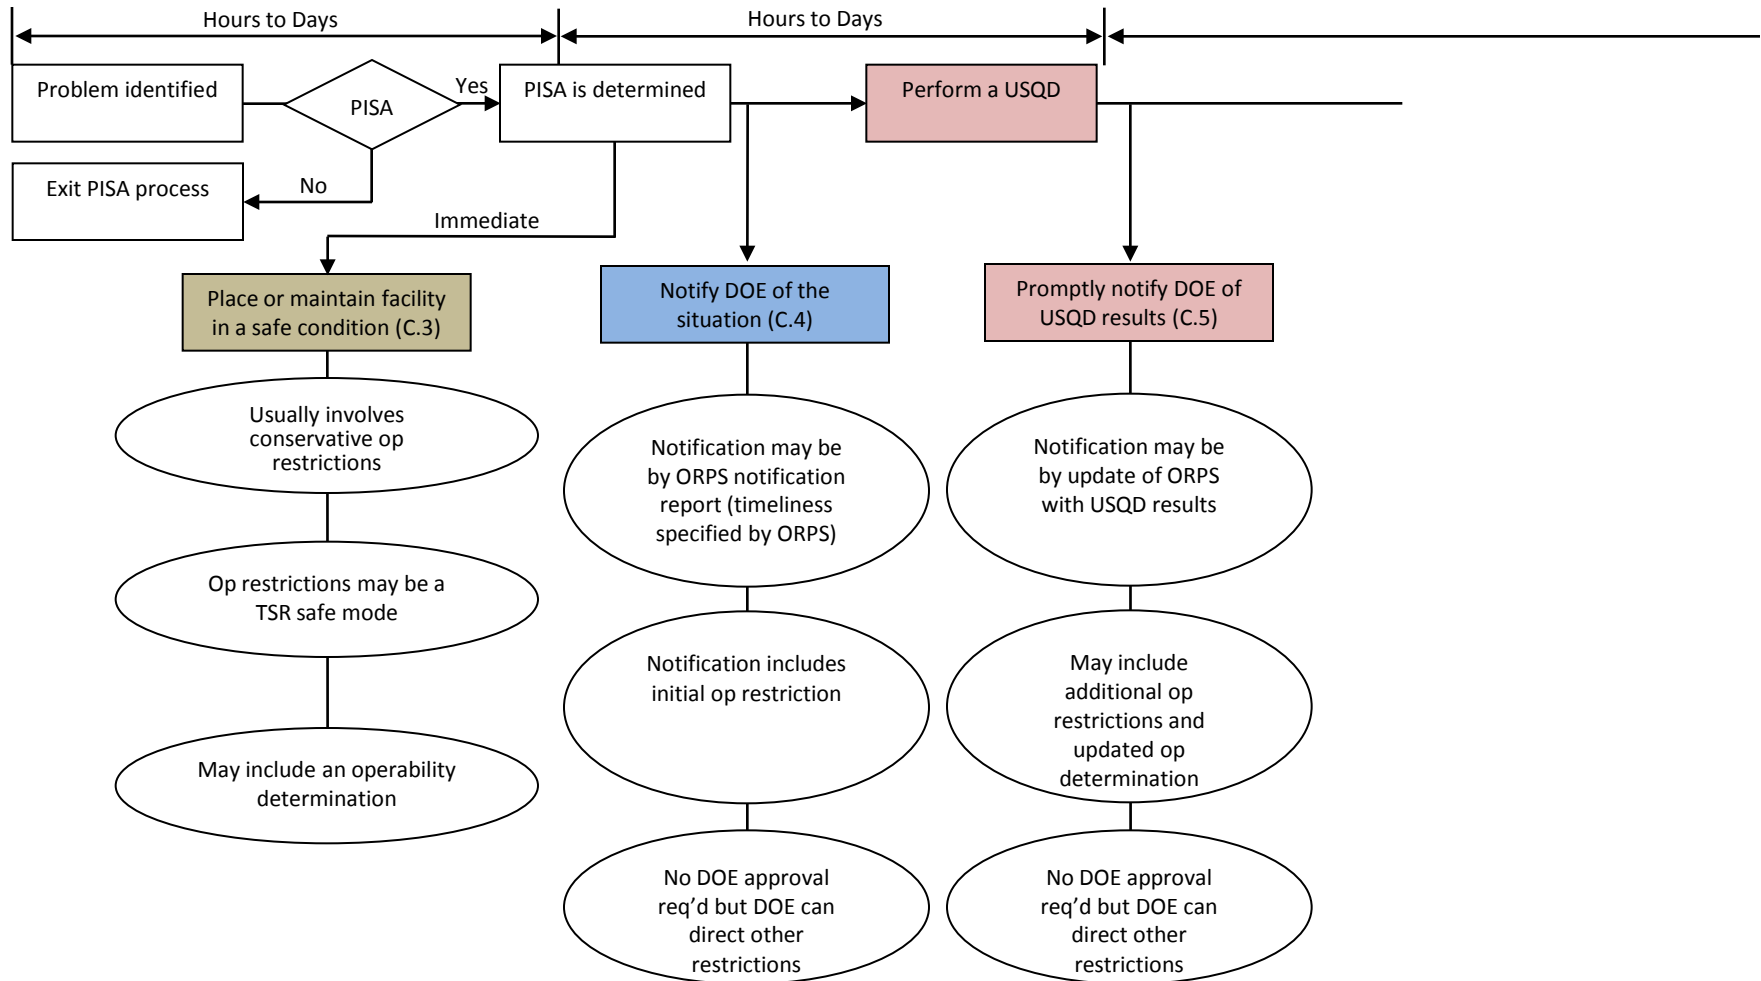 Hours to Days
Hours to Days
Problem identified
PISA
Yes
PISA is determined
Perform a USQD
Exit PISA process
No
Immediate
Place or maintain facility
in a safe condition (C.3)
Notify DOE of the
situation (C.4)
Promptly notify DOE of
USQD results (C.5)
Usually involves
conservative op
restrictions
Op restrictions may be a
TSR safe mode
May include an operability
determination
Notification may be
by ORPS notification
report (timeliness
specified by ORPS)
Notification includes
initial op restriction
No DOE approval
req’d but DOE can
direct other
restrictions
Notification may be
by update of ORPS
with USQD results
May include
additional op
restrictions and
updated op
determination
No DOE approval
req’d but DOE can
direct other
restrictions